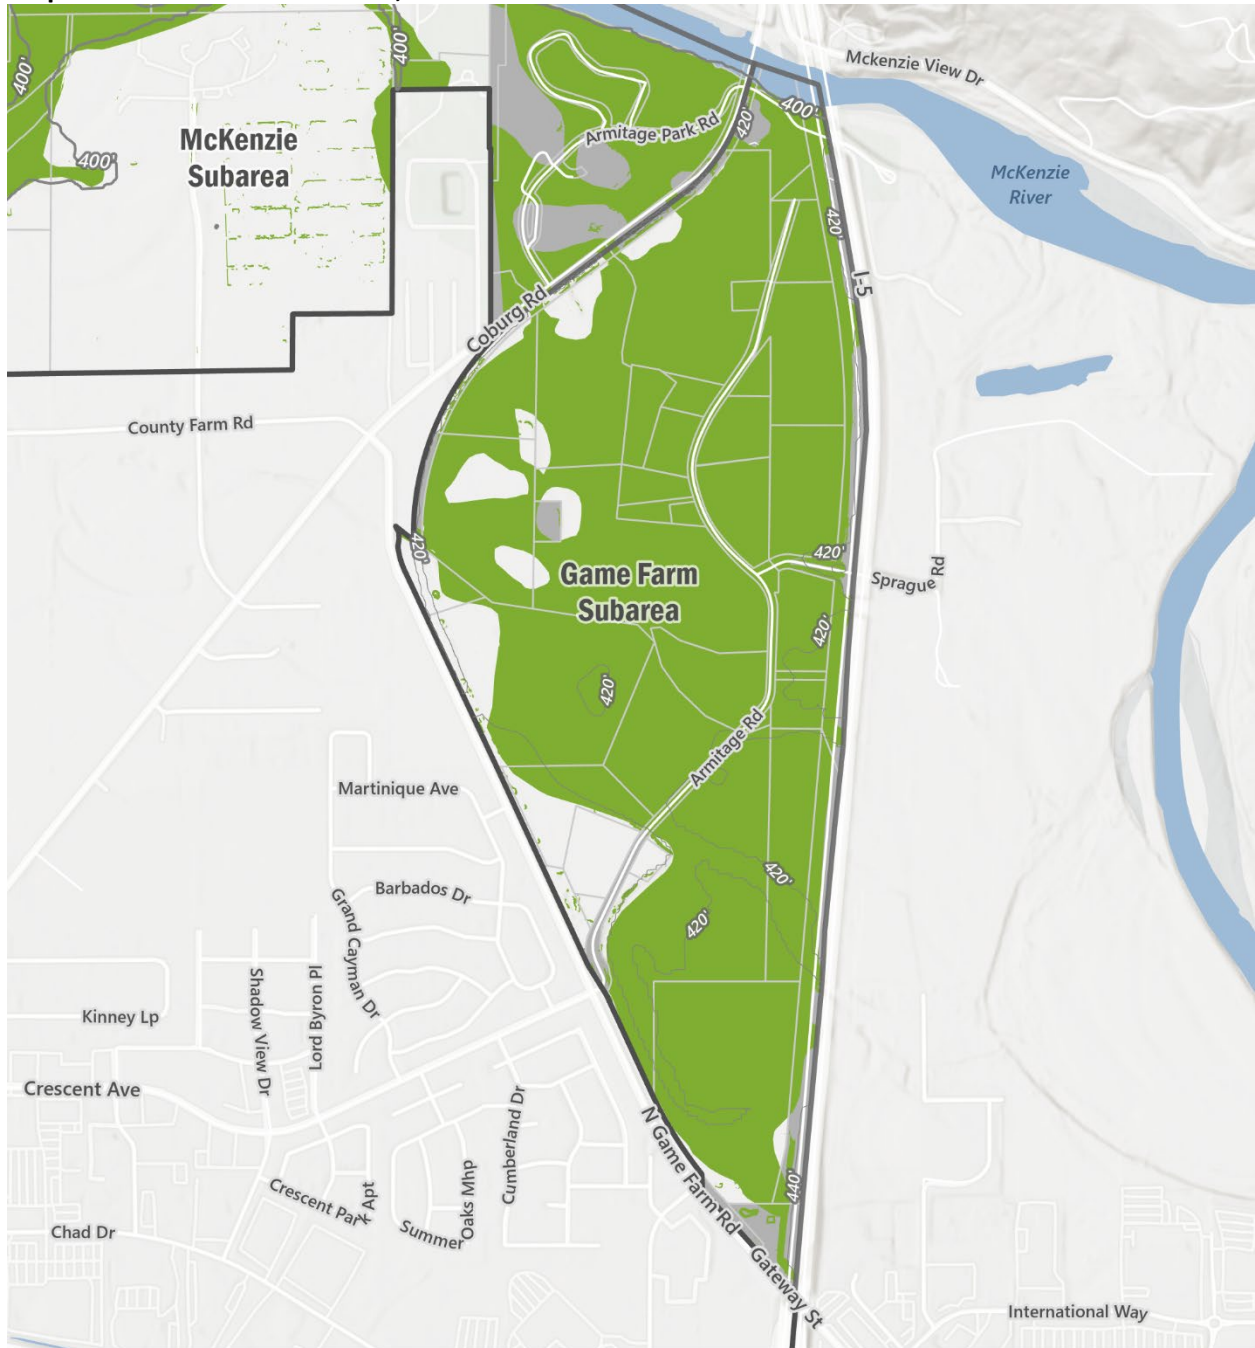 400'
400'
400'
McKenzie
Subarea
Armitage Park Rd
420'
400'
Mckenzie View Dr
McKenzie
River
420'
I-5
Coburg Rd
County Farm Rd
420'
Game Farm
Subarea
420'
Sprague Rd
420'
420'
Armitage Rd
Martinique Ave
Barbados Dr
Grand Cayman Dr
420'
420'
Shadow View Dr
Lord Byron Pl
Kinney Lp
Crescent Ave
Cumberland Dr
N Game Farm Rd
Crescent Park Apt
Summer Oaks Mhp
440'
Chad Dr
Gateway St
International Way